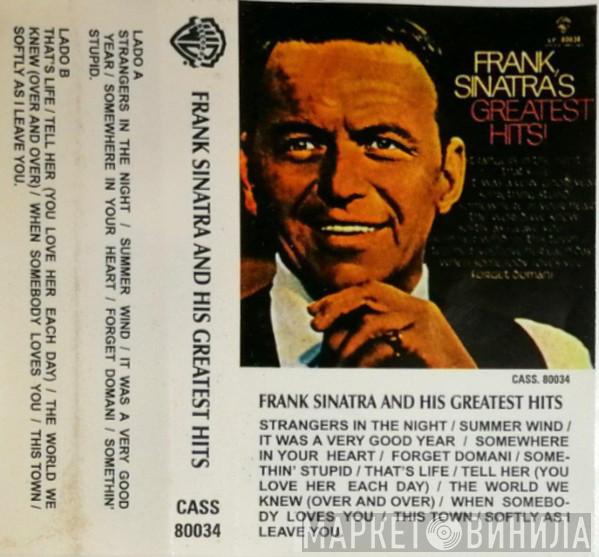 LADO A
STRANGERS IN THE NIGHT / SUMMER WIND / IT WAS A VERY GOOD
YEAR / SOMEWHERE IN YOUR HEART / FORGET DOMANI / SOMETHIN'
STUPID.
LADO B
THAT'S LIFE / TELL HER (YOU LOVE HER EACH DAY) / THE WORLD WE
KNEW (OVER AND OVER) / WHEN SOMEBODY LOVES YOU / THIS TOWN /
SOFTLY AS I LEAVE YOU.
FRANK SINATRA AND HIS GREATEST HITS
CASS
80034
LP 80034
FRANK
SINATRA'S
GREATEST
HITS!
forget domani
CASS. 80034
FRANK SINATRA AND HIS GREATEST HITS
STRANGERS IN THE NIGHT / SUMMER WIND /
IT WAS A VERY GOOD YEAR / SOMEWHERE
IN YOUR HEART / FORGET DOMANI / SOME-
THIN' STUPID / THAT'S LIFE / TELL HER (YOU
LOVE HER EACH DAY) / THE WORLD WE
KNEW (OVER AND OVER) / WHEN SOMEBO-
DY LOVES YOU / THIS TOWN / SOFTLY AS I
LEAVE YOU.
МАРКЕТ ВИНИЛА